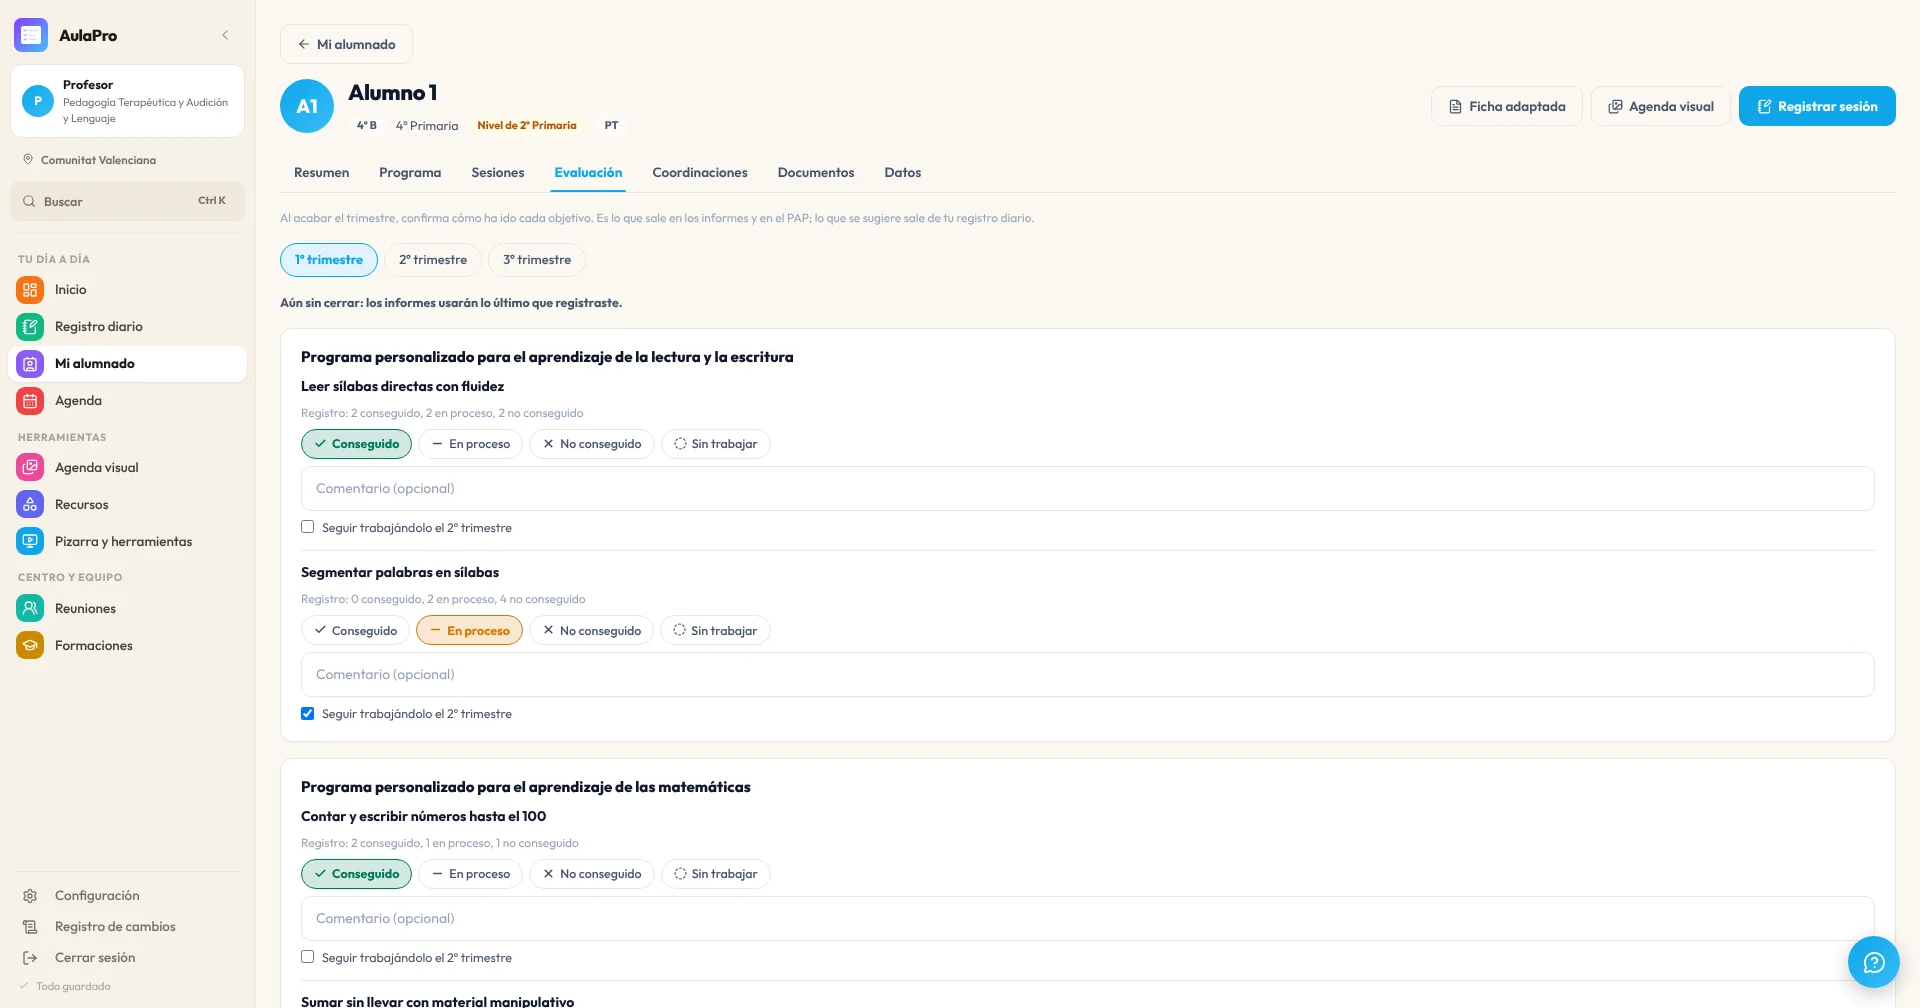 AulaPro
P
Profesor
Pedagogía Terapéutica y Audición
y Lenguaje
Comunitat Valenciana
Buscar Ctrl K
TU DÍA A DÍA
Inicio
Registro diario
Mi alumnado
Agenda
HERRAMIENTAS
Agenda visual
Recursos
Pizarra y herramientas
CENTRO Y EQUIPO
Reuniones
Formaciones
Configuración
Registro de cambios
Cerrar sesión
Todo guardado
Mi alumnado
A1
Alumno 1
4º B 4º Primaria Nivel de 2º Primaria PT
Ficha adaptada Agenda visual Registrar sesión
Resumen Programa Sesiones Evaluación Coordinaciones Documentos Datos
Al acabar el trimestre, confirma cómo ha ido cada objetivo. Es lo que sale en los informes y en el PAP; lo que se sugiere sale de tu registro diario.
1º trimestre 2º trimestre 3º trimestre
Aún sin cerrar: los informes usarán lo último que registraste.
Programa personalizado para el aprendizaje de la lectura y la escritura
Leer sílabas directas con fluidez
Registro: 2 conseguido, 2 en proceso, 2 no conseguido
Conseguido En proceso No conseguido Sin trabajar
Comentario (opcional)
Seguir trabajándolo el 2º trimestre
Segmentar palabras en sílabas
Registro: 0 conseguido, 2 en proceso, 4 no conseguido
Conseguido En proceso No conseguido Sin trabajar
Comentario (opcional)
Seguir trabajándolo el 2º trimestre
Programa personalizado para el aprendizaje de las matemáticas
Contar y escribir números hasta el 100
Registro: 2 conseguido, 1 en proceso, 1 no conseguido
Conseguido En proceso No conseguido Sin trabajar
Comentario (opcional)
Seguir trabajándolo el 2º trimestre
Sumar sin llevar con material manipulativo